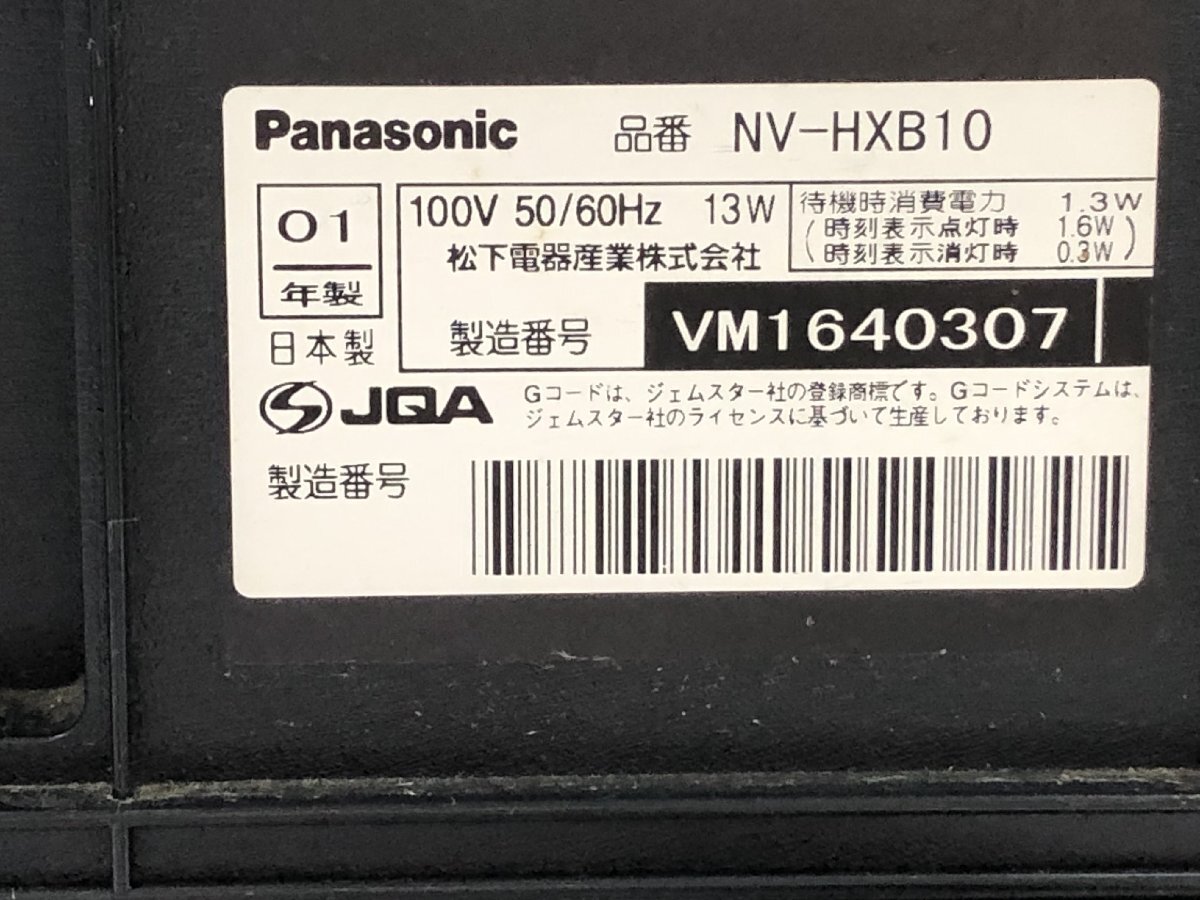 Panasonic 品番 NV-HXB10
01
年製
日本製
100V 50/60Hz 13W
松下電器産業株式会社
待機時消費電力 1.3W
(時刻表示点灯時 1.6W)
(時刻表示消灯時 0.3W)
製造番号 VM1640307
JQA
Gコードは、ジェムスター社の登録商標です。Gコードシステムは、
ジェムスター社のライセンスに基づいて生産しております。
製造番号